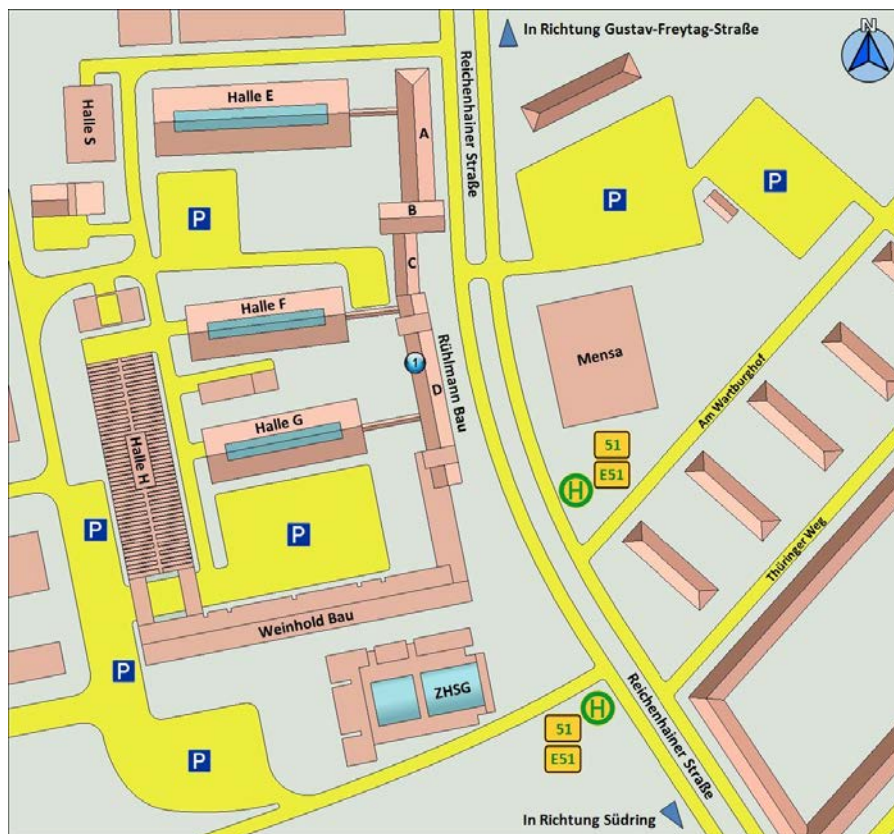 In Richtung Gustav-Freytag-Straße
N
Reichenhainer Straße
Halle E
Halle S
A
P
P
P
B
C
Halle F
Rühlmann Bau
Mensa
1
D
Am Wartburghof
Halle G
51
E51
H
Halle H
P
P
Thüringer Weg
Weinhold Bau
P
ZHSG
H
51
E51
Reichenhainer Straße
P
In Richtung Südring